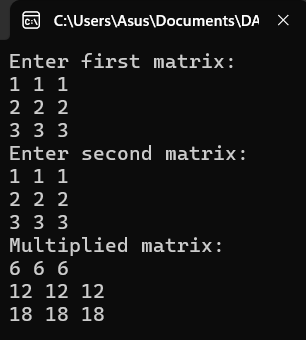 C:\Users\Asus\Documents\DA
Enter first matrix:
1 1 1
2 2 2
3 3 3
Enter second matrix:
1 1 1
2 2 2
3 3 3
Multiplied matrix:
6 6 6
12 12 12
18 18 18